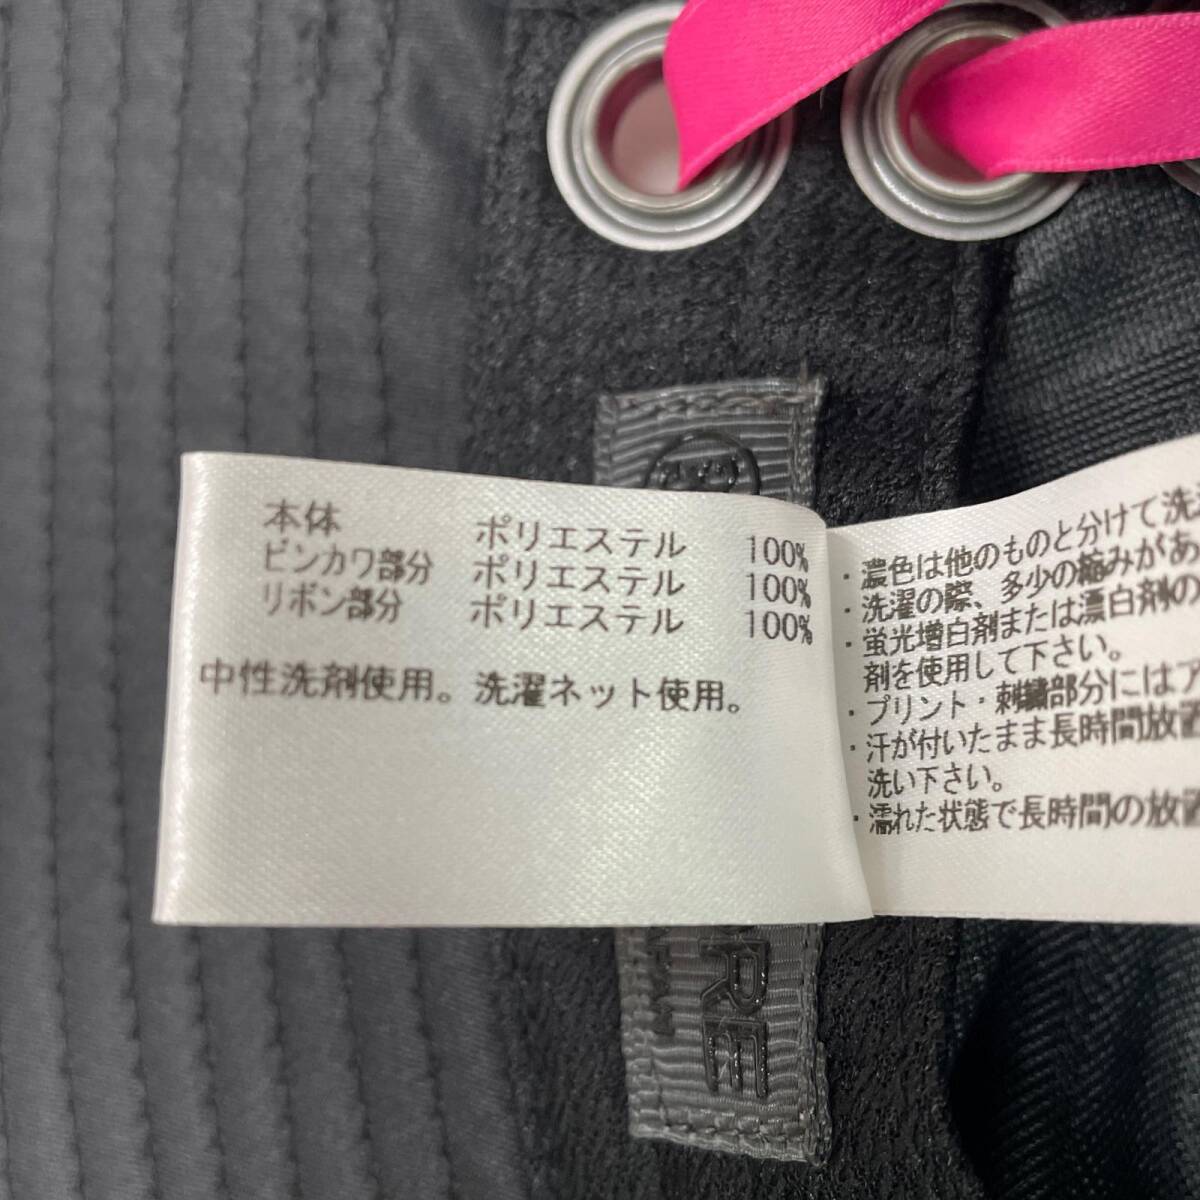 本体 ポリエステル 100%
ビンカワ部分 ポリエステル 100%
リボン部分 ポリエステル 100%
中性洗剤使用。洗濯ネット使用。
・濃色は他のものと分けて洗
・洗濯の際、多少の縮みがあ
・蛍光増白剤または漂白剤の
剤を使用して下さい。
・プリント・刺繍部分にはア
・汗が付いたまま長時間放置
洗い下さい。
・濡れた状態で長時間の放置
RE